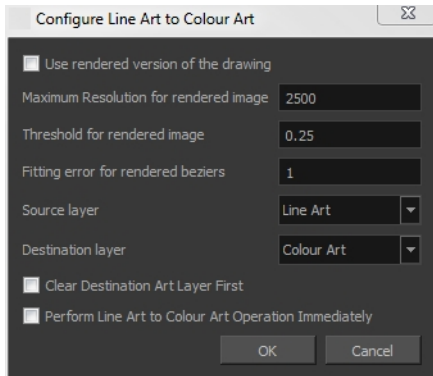 Configure Line Art to Colour Art
Use rendered version of the drawing
Maximum Resolution for rendered image 2500
Threshold for rendered image 0.25
Fitting error for rendered beziers 1
Source layer Line Art
Destination layer Colour Art
Clear Destination Art Layer First
Perform Line Art to Colour Art Operation Immediately
OK Cancel